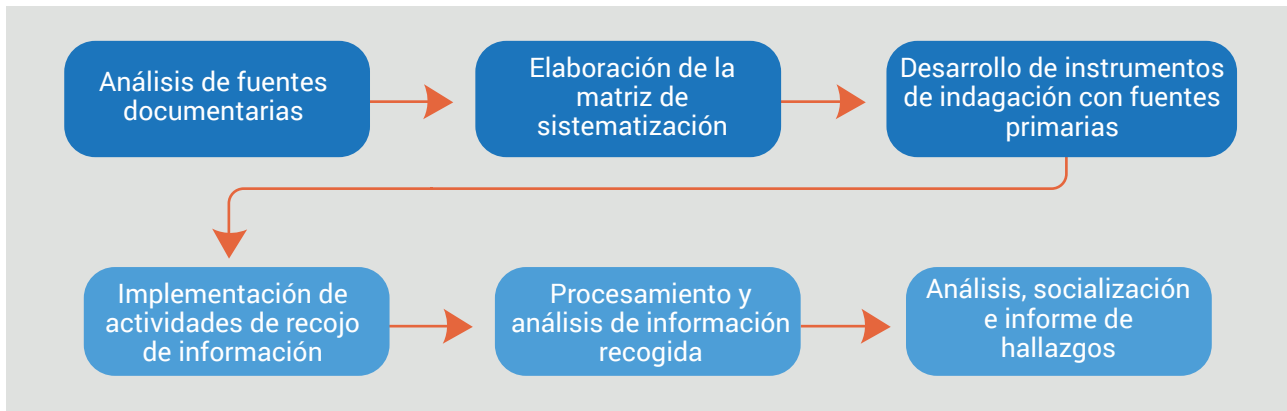 Análisis de fuentes
documentarias
Elaboración de la
matriz de
sistematización
Desarrollo de instrumentos
de indagación con fuentes
primarias
Implementación de
actividades de recojo
de información
Procesamiento y
análisis de información
recogida
Análisis, socialización
e informe de
hallazgos